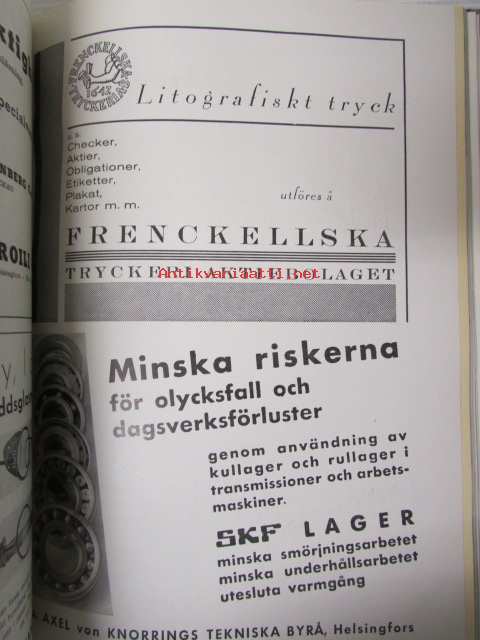 FRENCKELLSKA
TRYCKERIA.B.
1642
Litografiskt tryck
s.s.
Checker,
Aktier,
Obligationer,
Etiketter,
Plakat,
Kartor m. m.
utföres å
FRENCKELLSKA
TRYCKERI AKTIEBOLAGET
Antikvariaatti.net
Minska riskerna
för olycksfall och
dagsverksförluster
genom användning av
kullager och rullager i
transmissioner och arbets-
maskiner.
SKF LAGER
minska smörjningsarbetet
minska underhållsarbetet
utesluta varmgång
AXEL von KNORRINGS TEKNISKA BYRÅ, Helsingfors